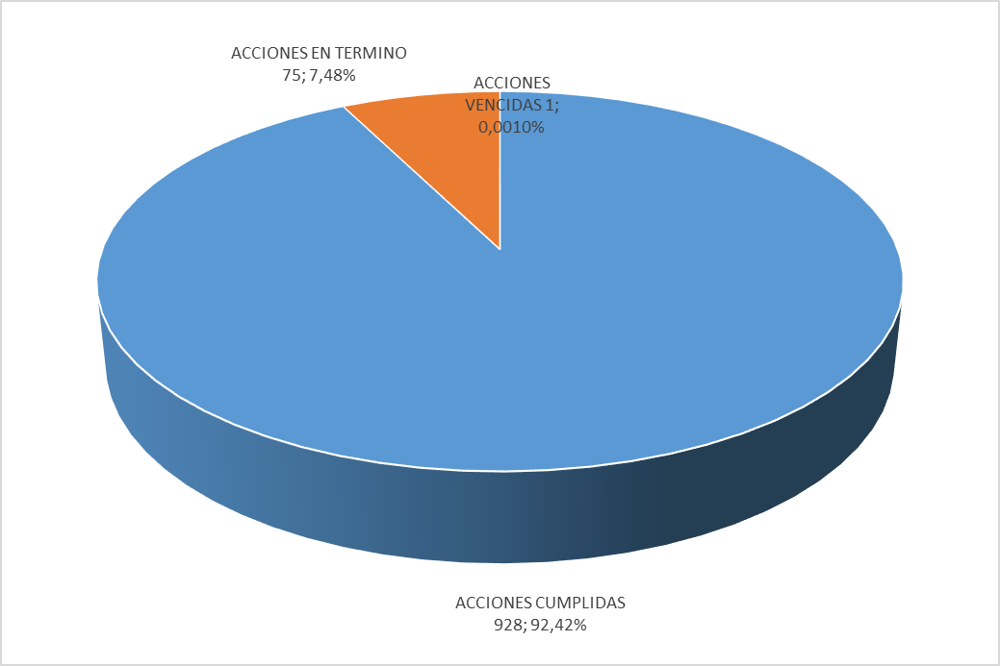 ACCIONES EN TERMINO
75; 7,48%
ACCIONES
VENCIDAS 1;
0,0010%
ACCIONES CUMPLIDAS
928; 92,42%